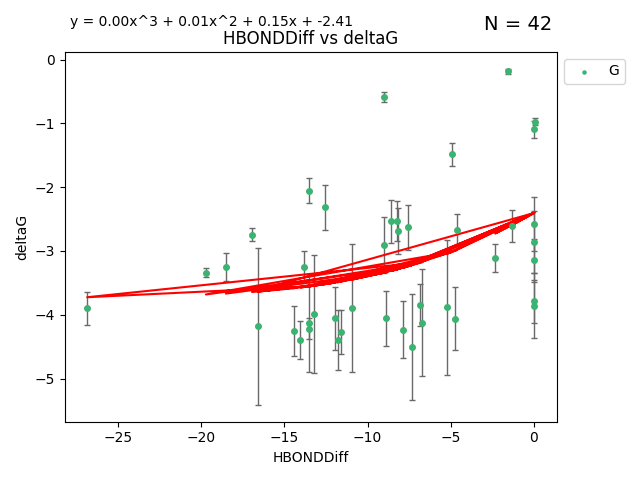 y = 0.00x^3 + 0.01x^2 + 0.15x + -2.41
N = 42
HBONDDiff vs deltaG
G
0
−1
−2
−3
−4
−5
deltaG
−25 −20 −15 −10 −5 0
HBONDDiff